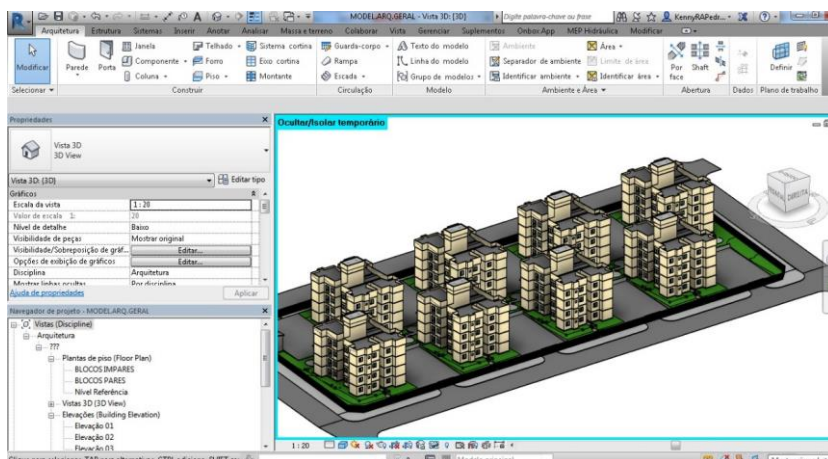 MODEL.ARQ.GERAL - Vista 3D: {3D}
Digite palavra-chave ou frase
KennyRAPedr...
Arquitetura Estrutura Sistemas Inserir Anotar Analisar Massa e terreno Colaborar Vista Gerenciar Suplementos Onbox App MEP Hidráulica Modificar
Janela Telhado Sistema cortina Guarda-corpo Texto do modelo Ambiente Área
Modificar Parede Porta Componente Forro Eixo cortina Rampa Linha do modelo Separador de ambiente Limite de área Por face Shaft Definir
Coluna Piso Montante Escada Grupo de modelos Identificar ambiente Identificar área
Selecionar Construir Circulação Modelo Ambiente e Área Abertura Dados Plano de trabalho
Propriedades
Vista 3D
3D View
Vista 3D: {3D} Editar tipo
Gráficos
Escala da vista 1 : 20
Valor de escala 1: 20
Nível de detalhe Baixo
Visibilidade de peças Mostrar original
Visibilidade/Sobreposição de gráf... Editar...
Opções de exibição de gráficos Editar...
Disciplina Arquitetura
Mostrar linhas ocultas Por disciplina
Ajuda de propriedades Aplicar
Navegador de projeto - MODEL.ARQ.GERAL
Vistas (Discipline)
Arquitetura
???
Plantas de piso (Floor Plan)
BLOCOS IMPARES
BLOCOS PARES
Nível Referência
Vistas 3D (3D View)
Elevações (Building Elevation)
Elevação 01
Elevação 02
Elevação 03
Ocultar/Isolar temporário
DIREITA
1 : 20